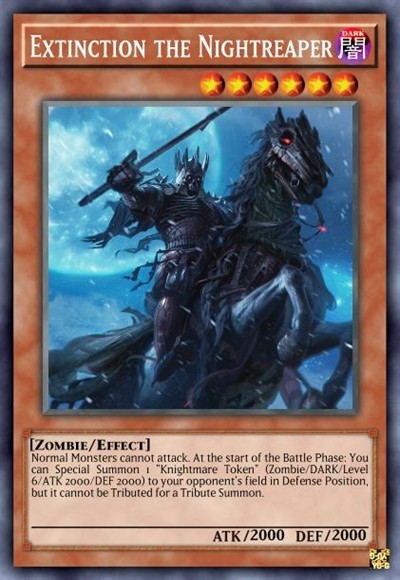 EXTINCTION THE NIGHTREAPER
DARK
闇
[ZOMBIE/EFFECT]
Normal Monsters cannot attack. At the start of the Battle Phase: You
can Special Summon 1 "Knightmare Token" (Zombie/DARK/Level
6/ATK 2000/DEF 2000) to your opponent's field in Defense Position,
but it cannot be Tributed for a Tribute Summon.
ATK/2000 DEF/2000